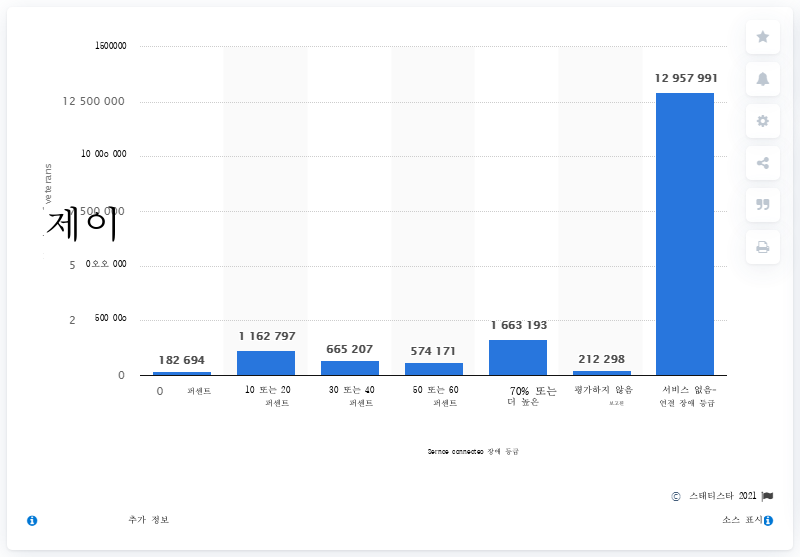 1500000
12 500 000
10 00o 000
veterans
7 500 000
제이
5 0오오 000
2 500 00o
0
182 694
1 162 797
665 207
574 171
1 663 193
212 298
12 957 991
0 퍼센트
10 또는 20
퍼센트
30 또는 40
퍼센트
50 또는 60
퍼센트
70% 또는
더 높은
평가하지 않음
보고된
서비스 없음-
연결 장애 등급
connecteo 장애 등급
© 스태티스타 2021
추가 정보
소스 표시